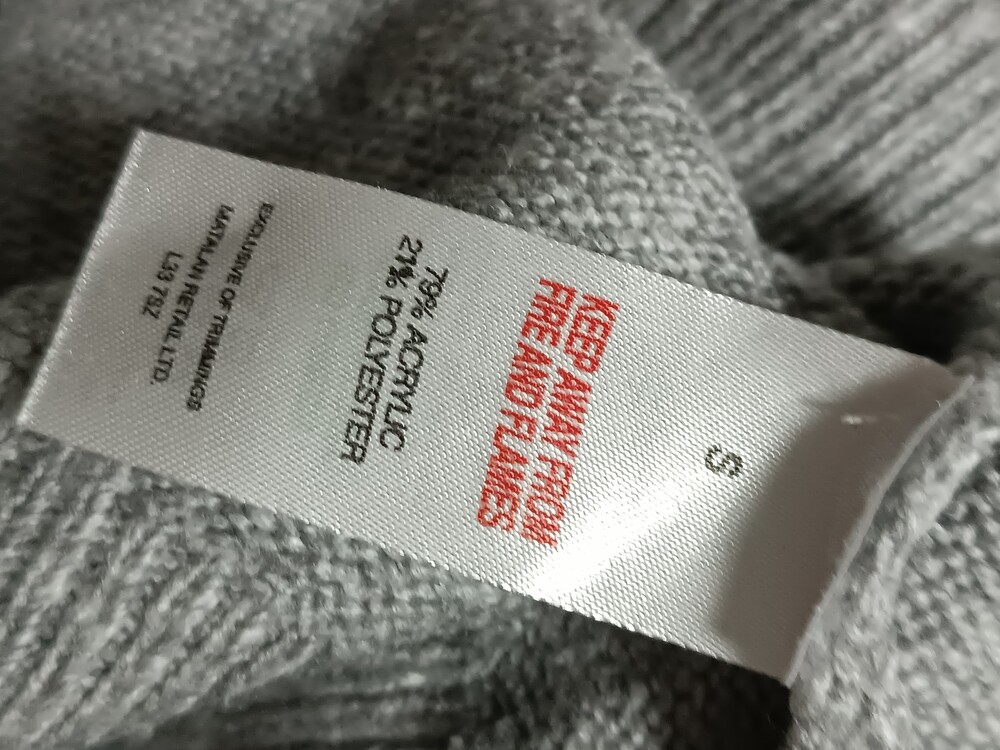 S
KEEP AWAY FROM
FIRE AND FLAMES
79% ACRYLIC
21% POLYESTER
EXCLUSIVE OF TRIMMINGS
MATALAN RETAIL LTD.
L33 7SZ